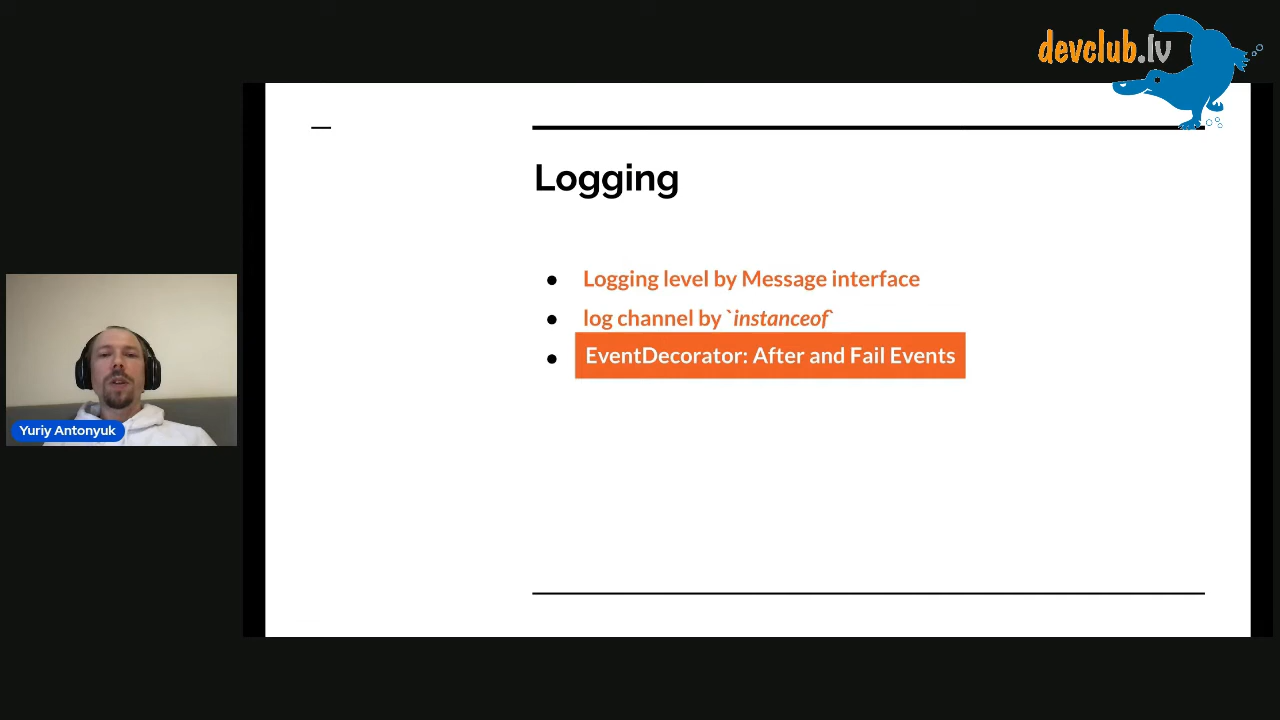 devclub.lv
Logging
Logging level by Message interface
log channel by `instanceof`
EventDecorator: After and Fail Events
Yuriy Antonyuk